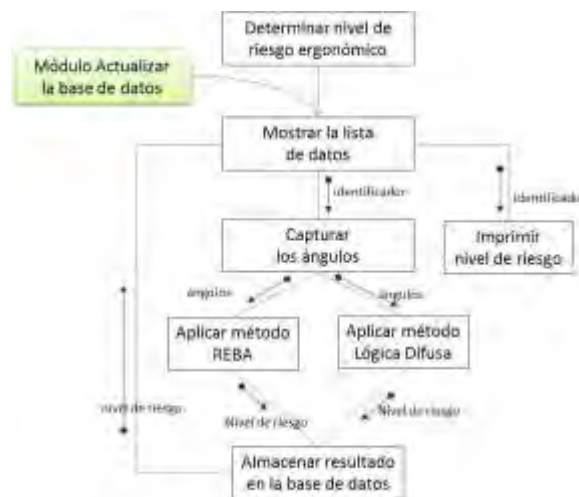 Determinar nivel de
riesgo ergonómico
Módulo Actualizar
la base de datos
Mostrar la lista
de datos
identificador
identificador
Capturar
los ángulos
Imprimir
nivel de riesgo
ángulos
ángulos
Aplicar método
REBA
Aplicar método
Lógica Difusa
nivel de riesgo
Nivel de riesgo
Nivel de riesgo
Almacenar resultado
en la base de datos